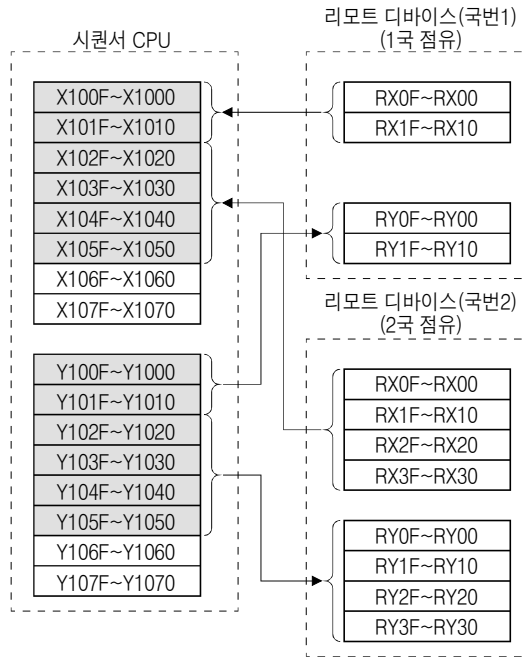 시퀀서 CPU
X100F~X1000
X101F~X1010
X102F~X1020
X103F~X1030
X104F~X1040
X105F~X1050
X106F~X1060
X107F~X1070
Y100F~Y1000
Y101F~Y1010
Y102F~Y1020
Y103F~Y1030
Y104F~Y1040
Y105F~Y1050
Y106F~Y1060
Y107F~Y1070
리모트 디바이스(국번1)
(1국 점유)
RX0F~RX00
RX1F~RX10
RY0F~RY00
RY1F~RY10
리모트 디바이스(국번2)
(2국 점유)
RX0F~RX00
RX1F~RX10
RX2F~RX20
RX3F~RX30
RY0F~RY00
RY1F~RY10
RY2F~RY20
RY3F~RY30